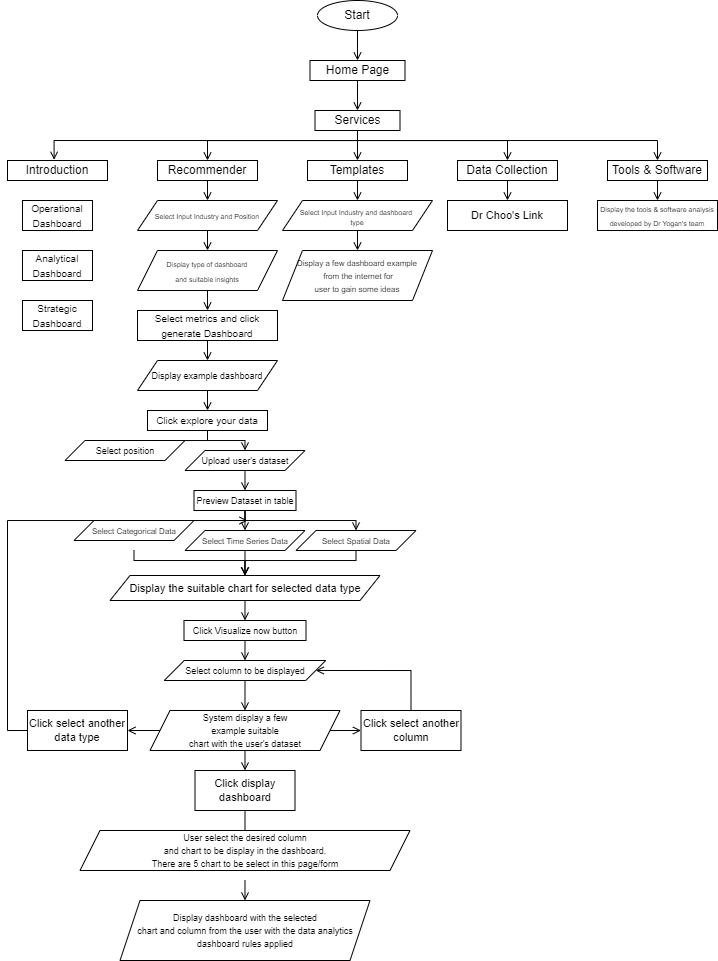 Start
Home Page
Services
Introduction
Recommender
Templates
Data Collection
Tools & Software
Operational
Dashboard
Select Input Industry and Position
Select Input Industry and dashboard
type
Dr Choo's Link
Display the tools & software analysis
developed by Dr Yogan's team
Analytical
Dashboard
Display type of dashboard
and suitable insights
Display a few dashboard example
from the internet for
user to gain some ideas
Strategic
Dashboard
Select metrics and click
generate Dashboard
Display example dashboard
Click explore your data
Select position
Upload user's dataset
Preview Dataset in table
Select Categorical Data
Select Time Series Data
Select Spatial Data
Display the suitable chart for selected data type
Click Visualize now button
Select column to be displayed
Click select another
data type
System display a few
example suitable
chart with the user's dataset
Click select another
column
Click display
dashboard
User select the desired column
and chart to be display in the dashboard.
There are 5 chart to be select in this page/form
Display dashboard with the selected
chart and column from the user with the data analytics
dashboard rules applied